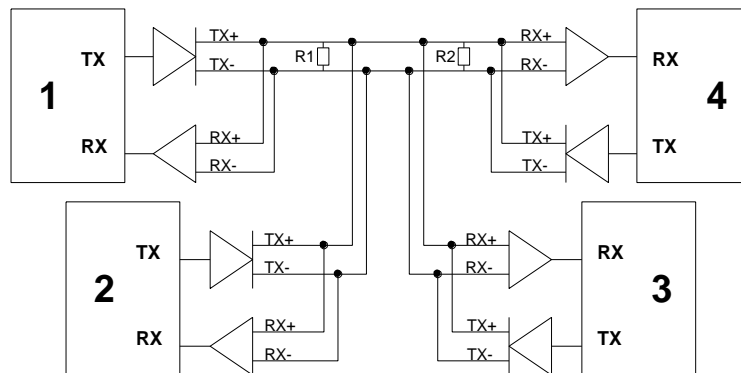 TX+ RX+
TX R1 R2 RX
TX- RX-
1 4
RX+ TX+
RX TX
RX- TX-
TX+ RX+
TX RX
TX- RX-
2 3
RX+ TX+
RX TX
RX- TX-